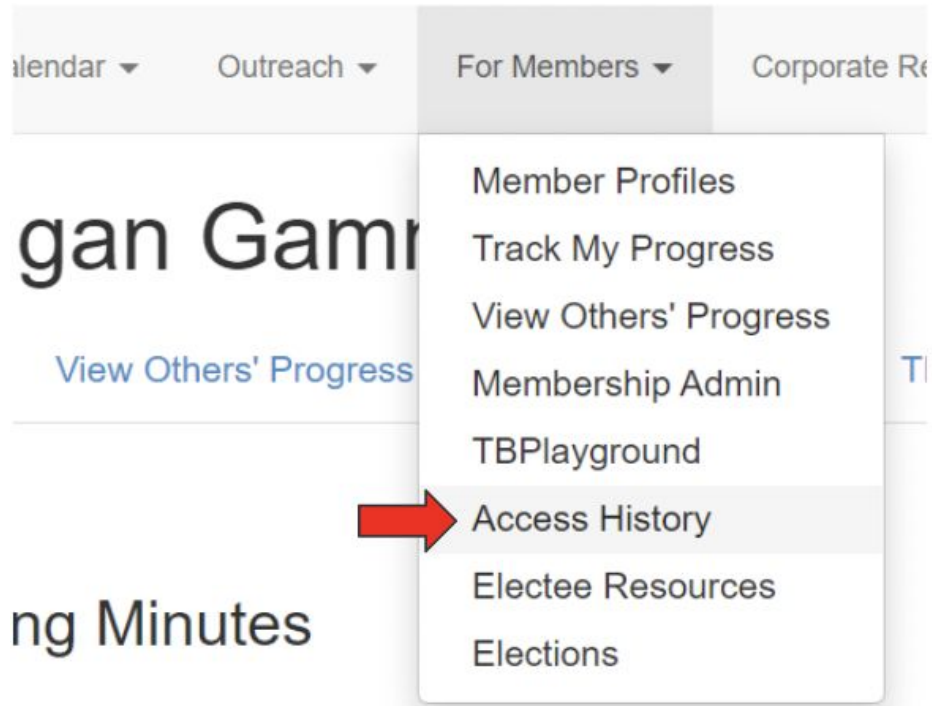 alendar Outreach For Members Corporate Re
Member Profiles
gan Gam
Track My Progress
View Others' Progress
View Others' Progress
Membership Admin
TBPlayground
Access History
Electee Resources
ng Minutes
Elections